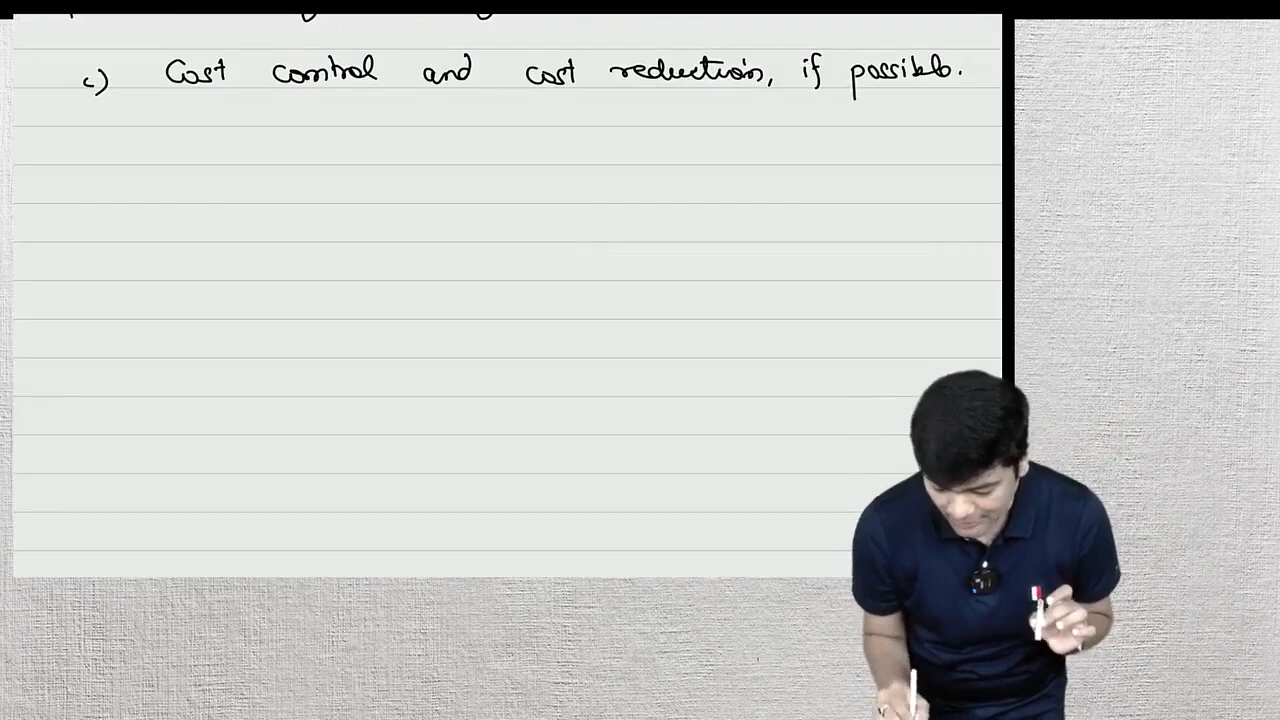 c) Cost control and cost reduction, if possible.